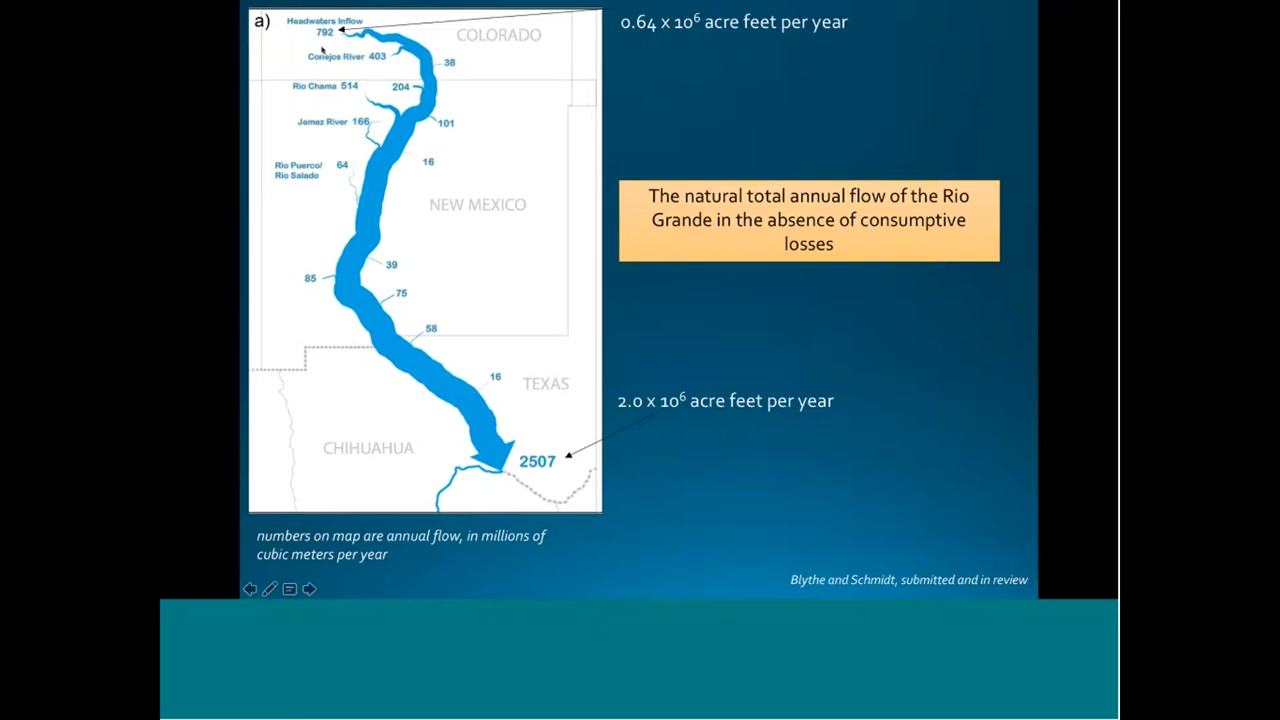 a)
Headwaters Inflow
792
COLORADO
Conejos River 403
38
Rio Chama 514
204
Jemez River 166
101
16
Rio Puerco/ 64
Rio Salado
NEW MEXICO
39
85
75
58
16
TEXAS
CHIHUAHUA
2507
0.64 x 10⁶ acre feet per year
The natural total annual flow of the Rio
Grande in the absence of consumptive
losses
2.0 x 10⁶ acre feet per year
numbers on map are annual flow, in millions of
cubic meters per year
Blythe and Schmidt, submitted and in review